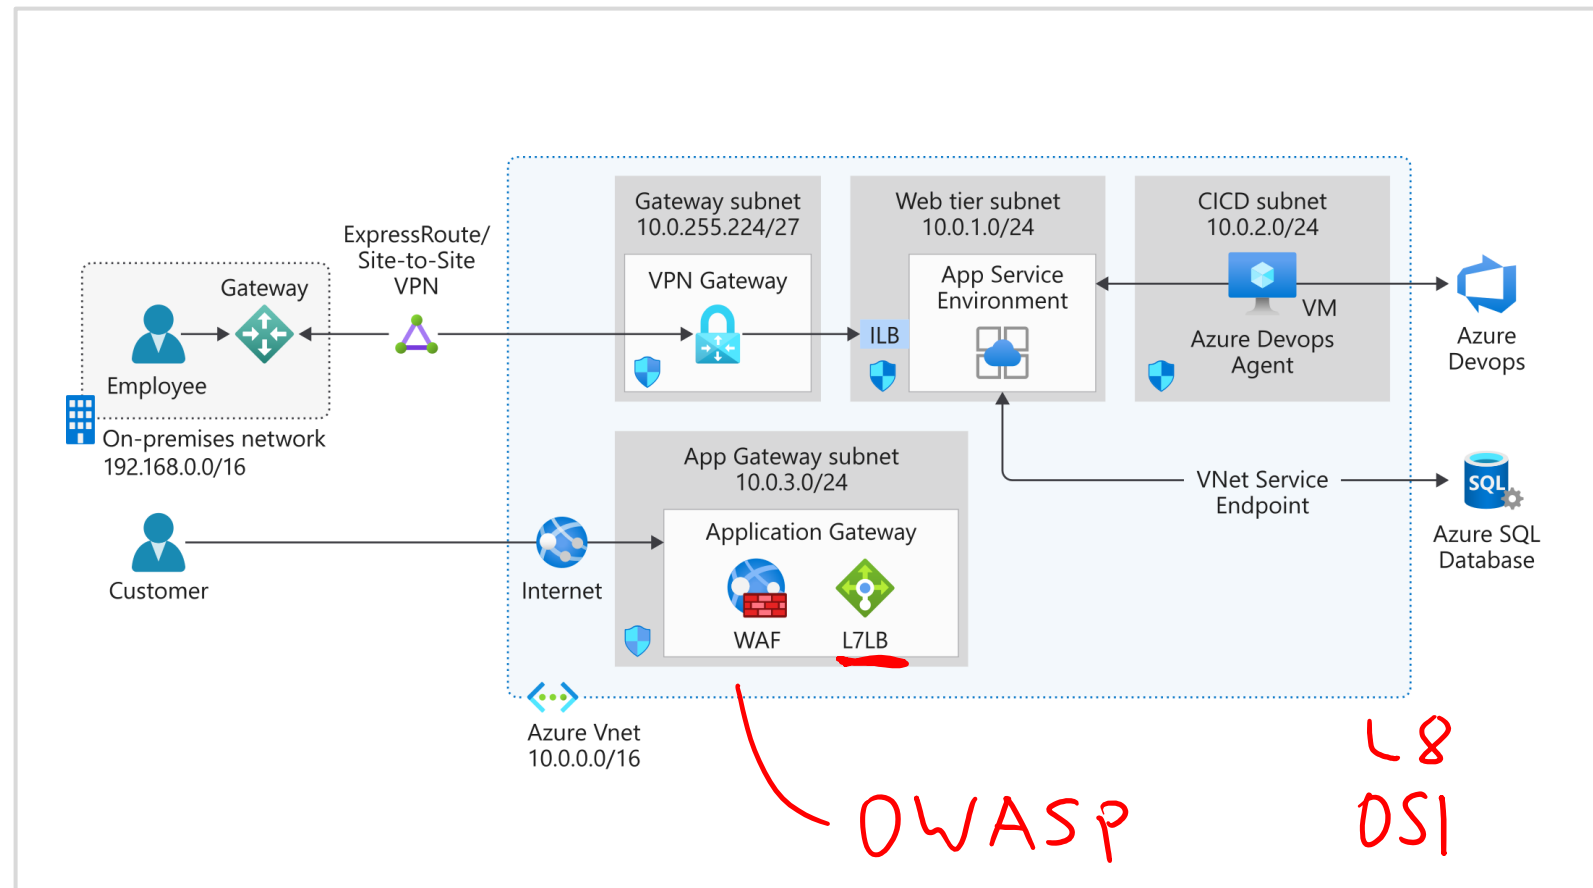 Gateway subnet
10.0.255.224/27
VPN Gateway
Web tier subnet
10.0.1.0/24
App Service
Environment
ILB
CICD subnet
10.0.2.0/24
VM
Azure Devops
Agent
Azure
Devops
ExpressRoute/
Site-to-Site
VPN
Gateway
Employee
On-premises network
192.168.0.0/16
App Gateway subnet
10.0.3.0/24
Application Gateway
WAF
L7LB
VNet Service
Endpoint
SQL
Azure SQL
Database
Customer
Internet
Azure Vnet
10.0.0.0/16
L8
OSI
OWASP